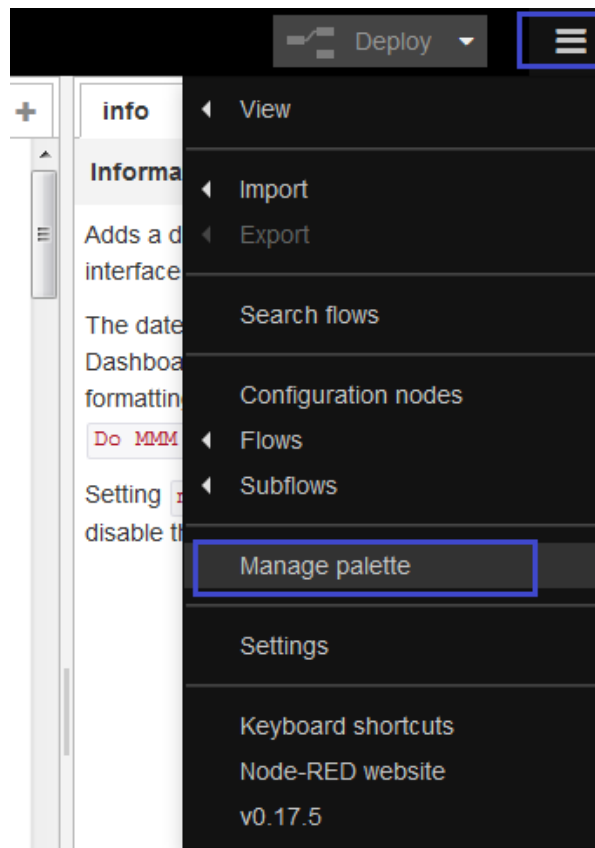 Deploy
+
info
Informa
Adds a d
interface
The date
Dashboa
formatting
Do MMM
Setting
disable th
View
Import
Export
Search flows
Configuration nodes
Flows
Subflows
Manage palette
Settings
Keyboard shortcuts
Node-RED website
v0.17.5